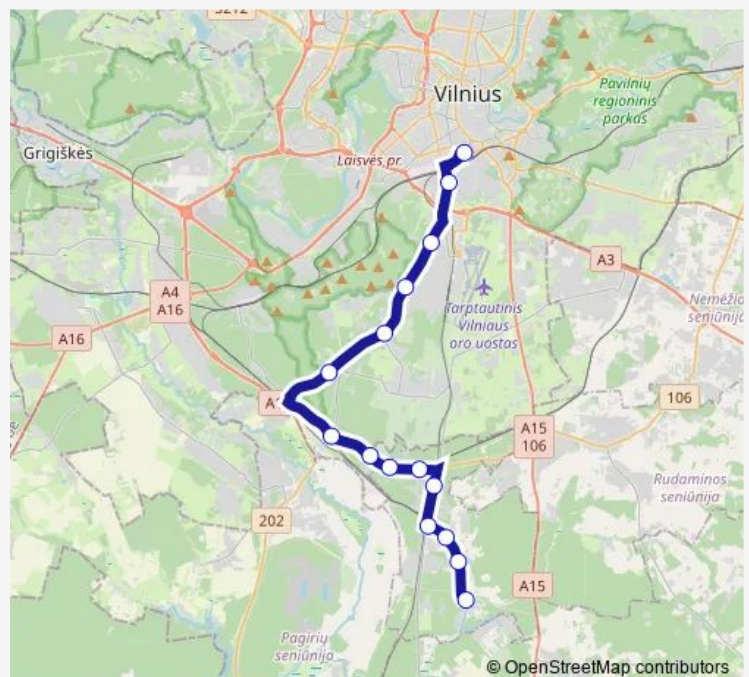 Vilnius
Pavilnių
regioninis
parkas
Grigiškės
Laisvės pr.
A3
A4
A16
A16
Tarptautinis
Vilniaus
oro uostas
Nemėžio
seniūnija
106
A15
106
Rudaminos
seniūnija
202
A15
Pagirių
seniūnija
© OpenStreetMap contributors